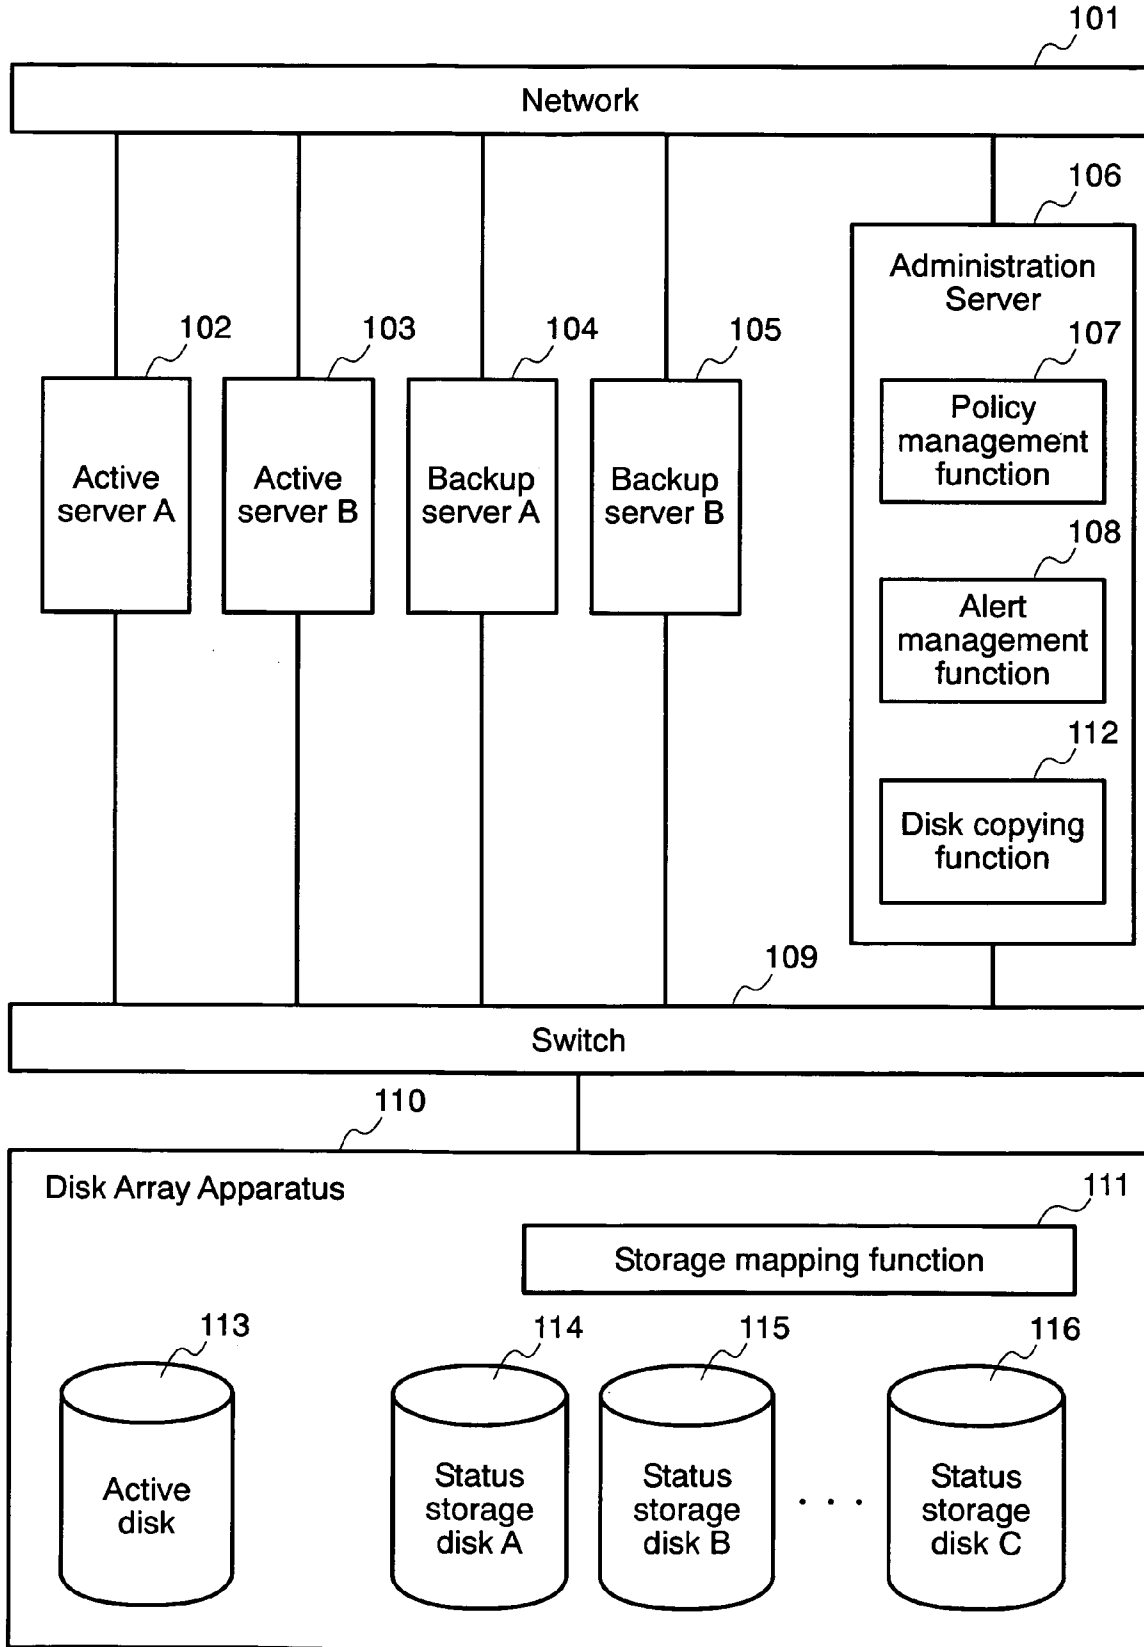 101
Network
106
Administration
Server
102
103
104
105
107
Active
server A
Active
server B
Backup
server A
Backup
server B
Policy
management
function
108
Alert
management
function
112
Disk copying
function
109
Switch
110
Disk Array Apparatus
111
Storage mapping function
113
114
115
116
Active
disk
Status
storage
disk A
Status
storage
disk B
. . .
Status
storage
disk C